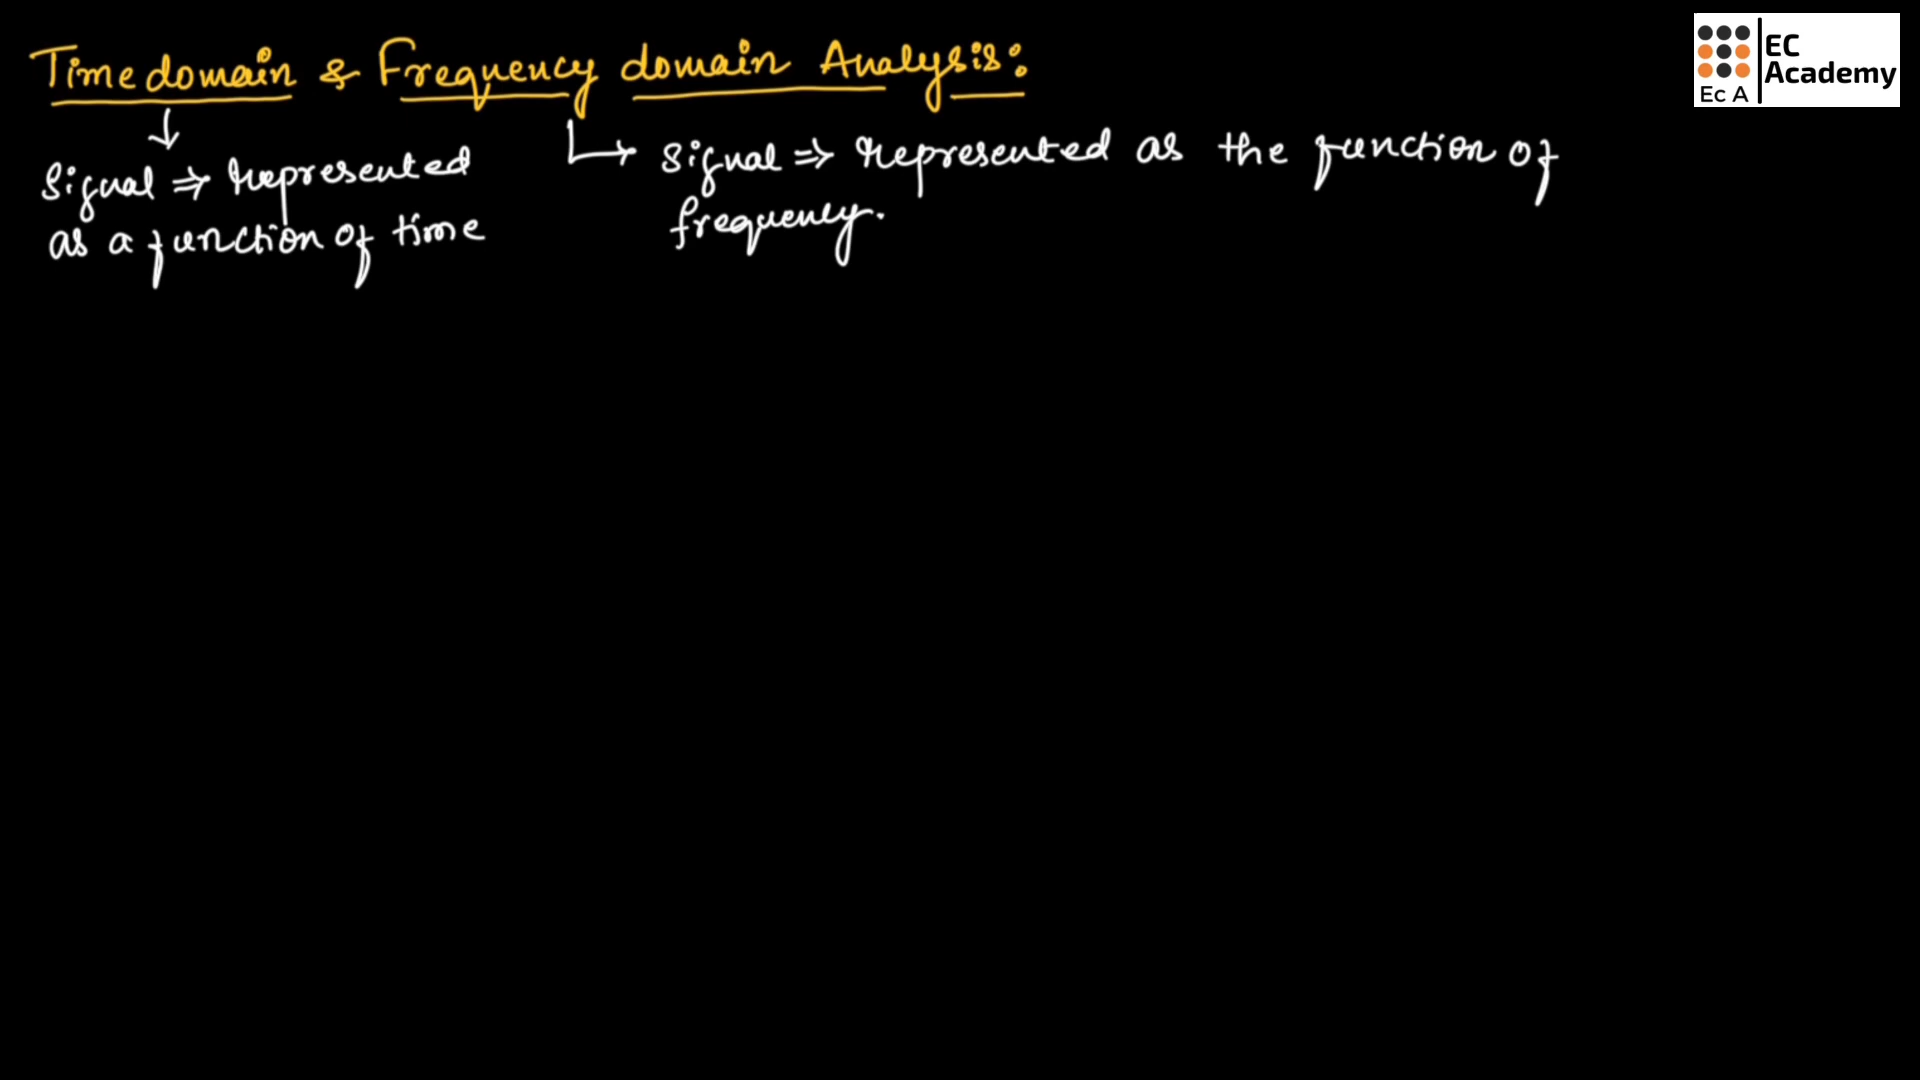 Time domain & Frequency domain Analysis:
Signal ⇒ represented
as a function of time
Signal ⇒ represented as the function of
frequency.
EC
Academy
Ec A